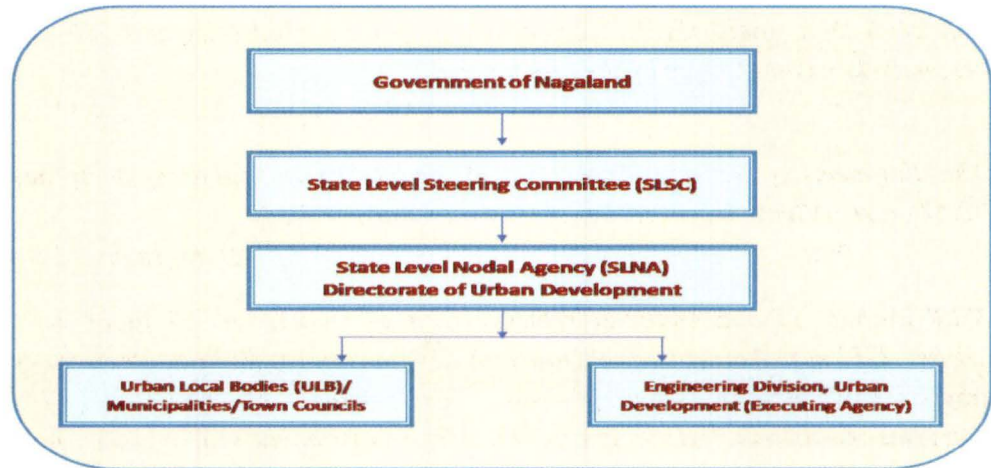 Government of Nagaland
State Level Steering Committee (SLSC)
State Level Nodal Agency (SLNA)
Directorate of Urban Development
Urban Local Bodies (ULB)/
Municipalities/Town Councils
Engineering Division, Urban
Development (Executing Agency)